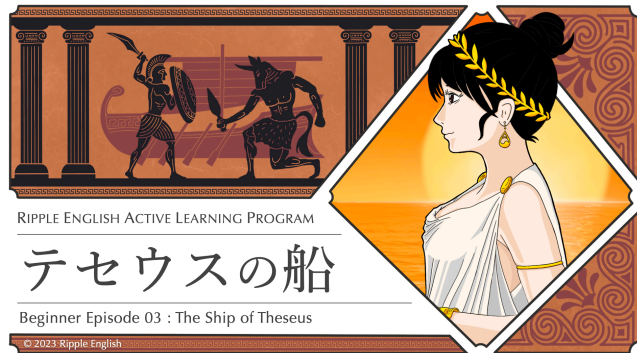 RIPPLE ENGLISH ACTIVE LEARNING PROGRAM
テセウスの船
Beginner Episode 03 : The Ship of Theseus
© 2023 Ripple English